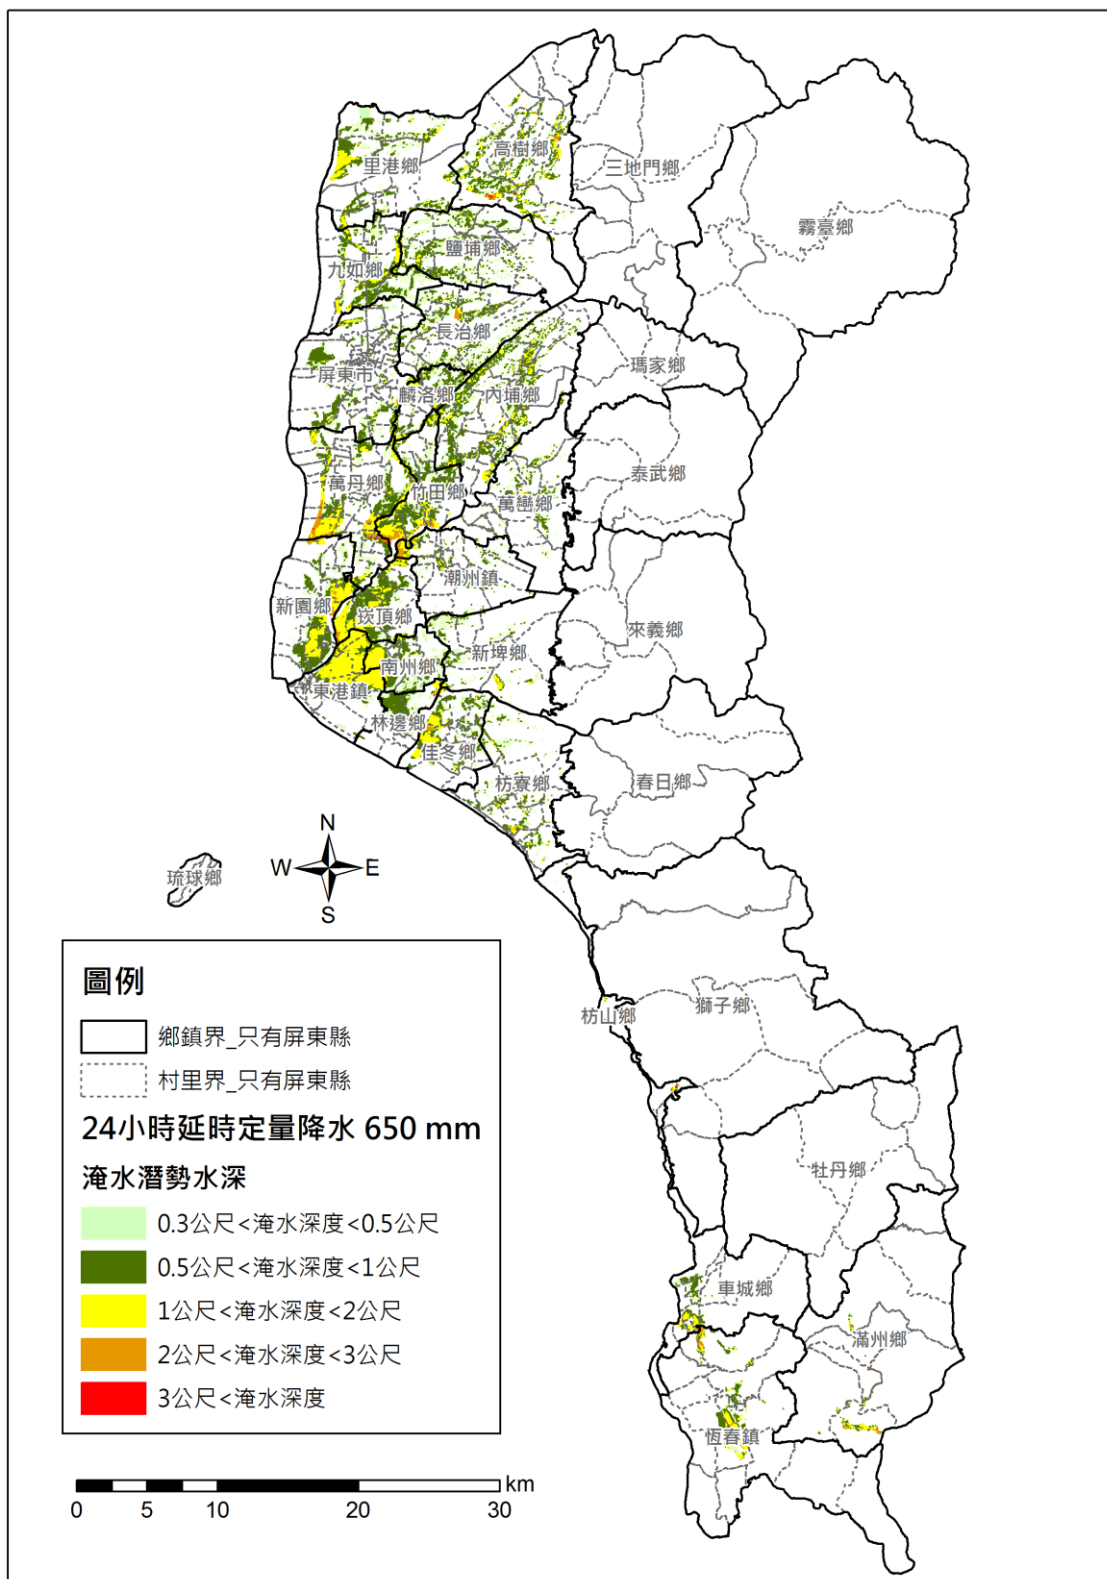 高樹鄉
三地門鄉
里港鄉
霧臺鄉
鹽埔鄉
九如鄉
長治鄉
屏東市
瑪家鄉
麟洛鄉
內埔鄉
泰武鄉
萬丹鄉
竹田鄉
萬巒鄉
潮州鎮
新園鄉
崁頂鄉
來義鄉
南州鄉
新埤鄉
東港鎮
林邊鄉
佳冬鄉
枋寮鄉
春日鄉
N
W
E
S
琉球鄉
獅子鄉
枋山鄉
牡丹鄉
車城鄉
滿州鄉
恆春鎮
圖例
鄉鎮界_只有屏東縣
村里界_只有屏東縣
24小時延時定量降水 650 mm
淹水潛勢水深
0.3公尺<淹水深度<0.5公尺
0.5公尺<淹水深度<1公尺
1公尺<淹水深度<2公尺
2公尺<淹水深度<3公尺
3公尺<淹水深度
km
0 5 10 20 30